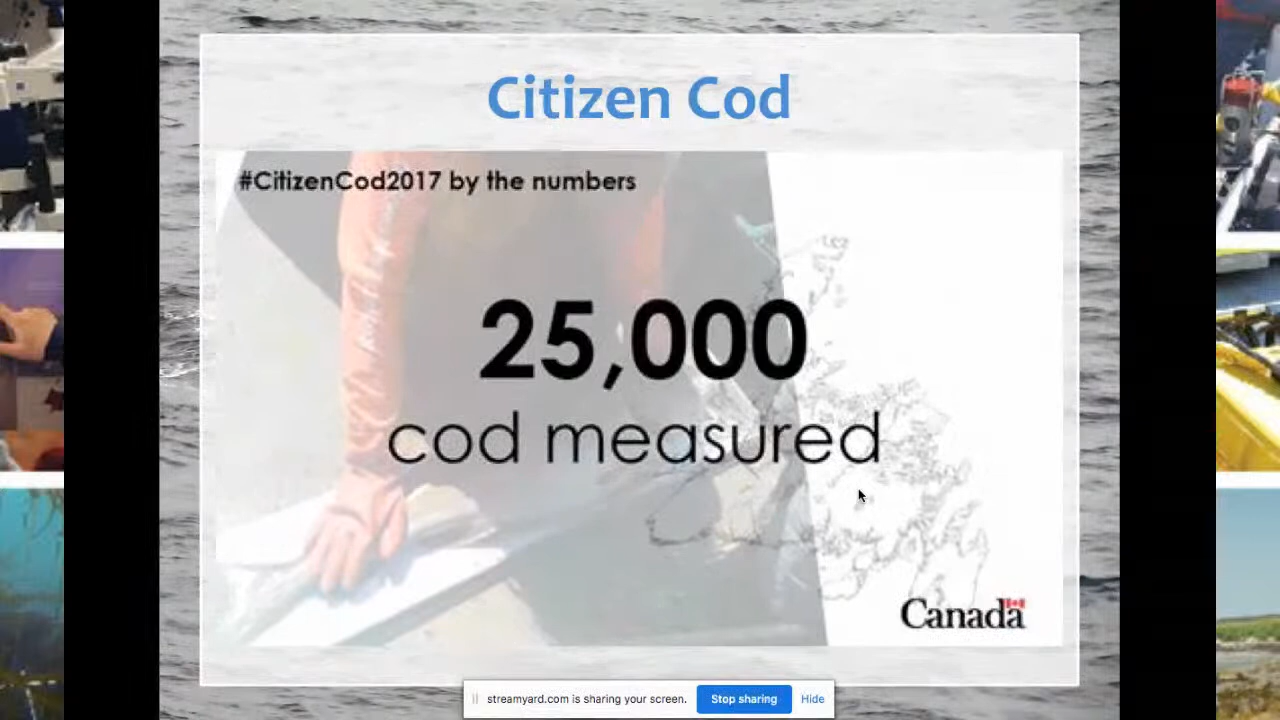 Citizen Cod
#CitizenCod2017 by the numbers
25,000
cod measured
Canada
streamyard.com is sharing your screen. Stop sharing Hide